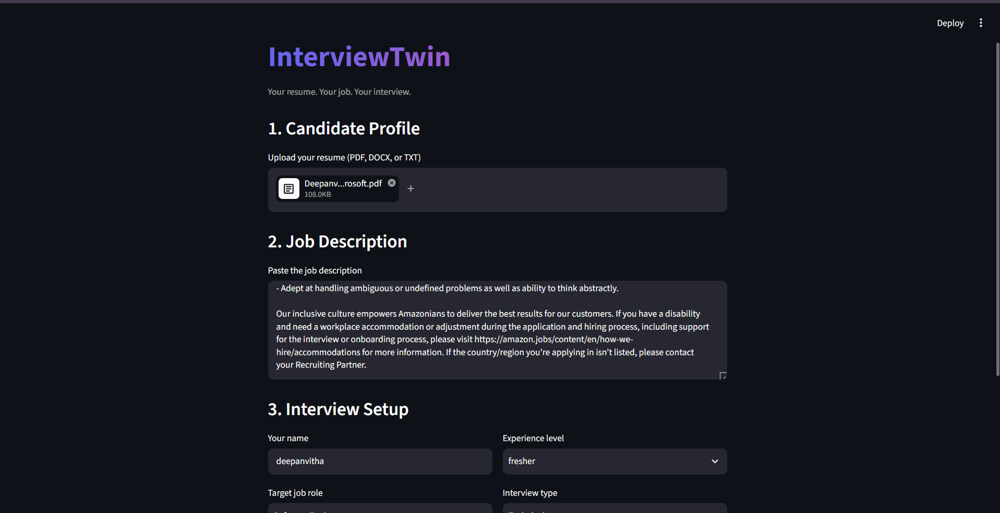 Deploy
InterviewTwin
Your resume. Your job. Your interview.
1. Candidate Profile
Upload your resume (PDF, DOCX, or TXT)
Deepanv...rosoft.pdf
108.0KB
2. Job Description
Paste the job description
- Adept at handling ambiguous or undefined problems as well as ability to think abstractly.
Our inclusive culture empowers Amazonians to deliver the best results for our customers. If you have a disability
and need a workplace accommodation or adjustment during the application and hiring process, including support
for the interview or onboarding process, please visit https://amazon.jobs/content/en/how-we-
hire/accommodations for more information. If the country/region you’re applying in isn’t listed, please contact
your Recruiting Partner.
3. Interview Setup
Your name
Experience level
deepanvitha
fresher
Target job role
Interview type